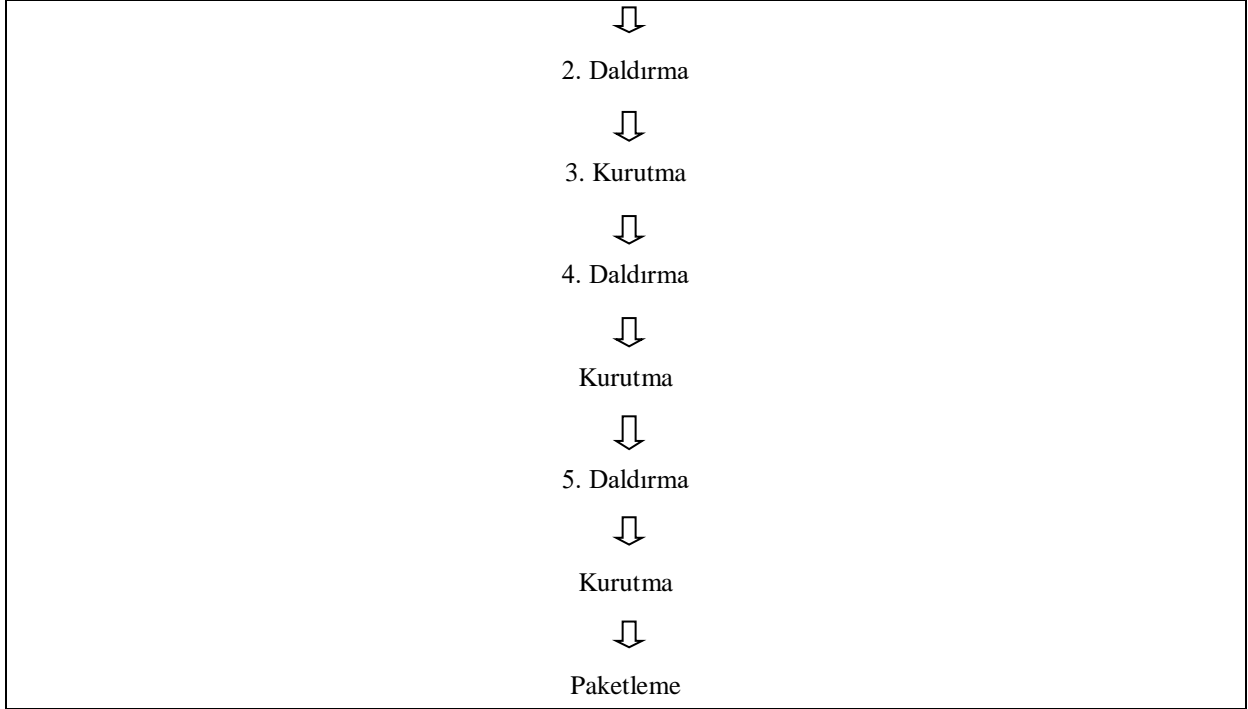 2. Daldırma
3. Kurutma
4. Daldırma
Kurutma
5. Daldırma
Kurutma
Paketleme